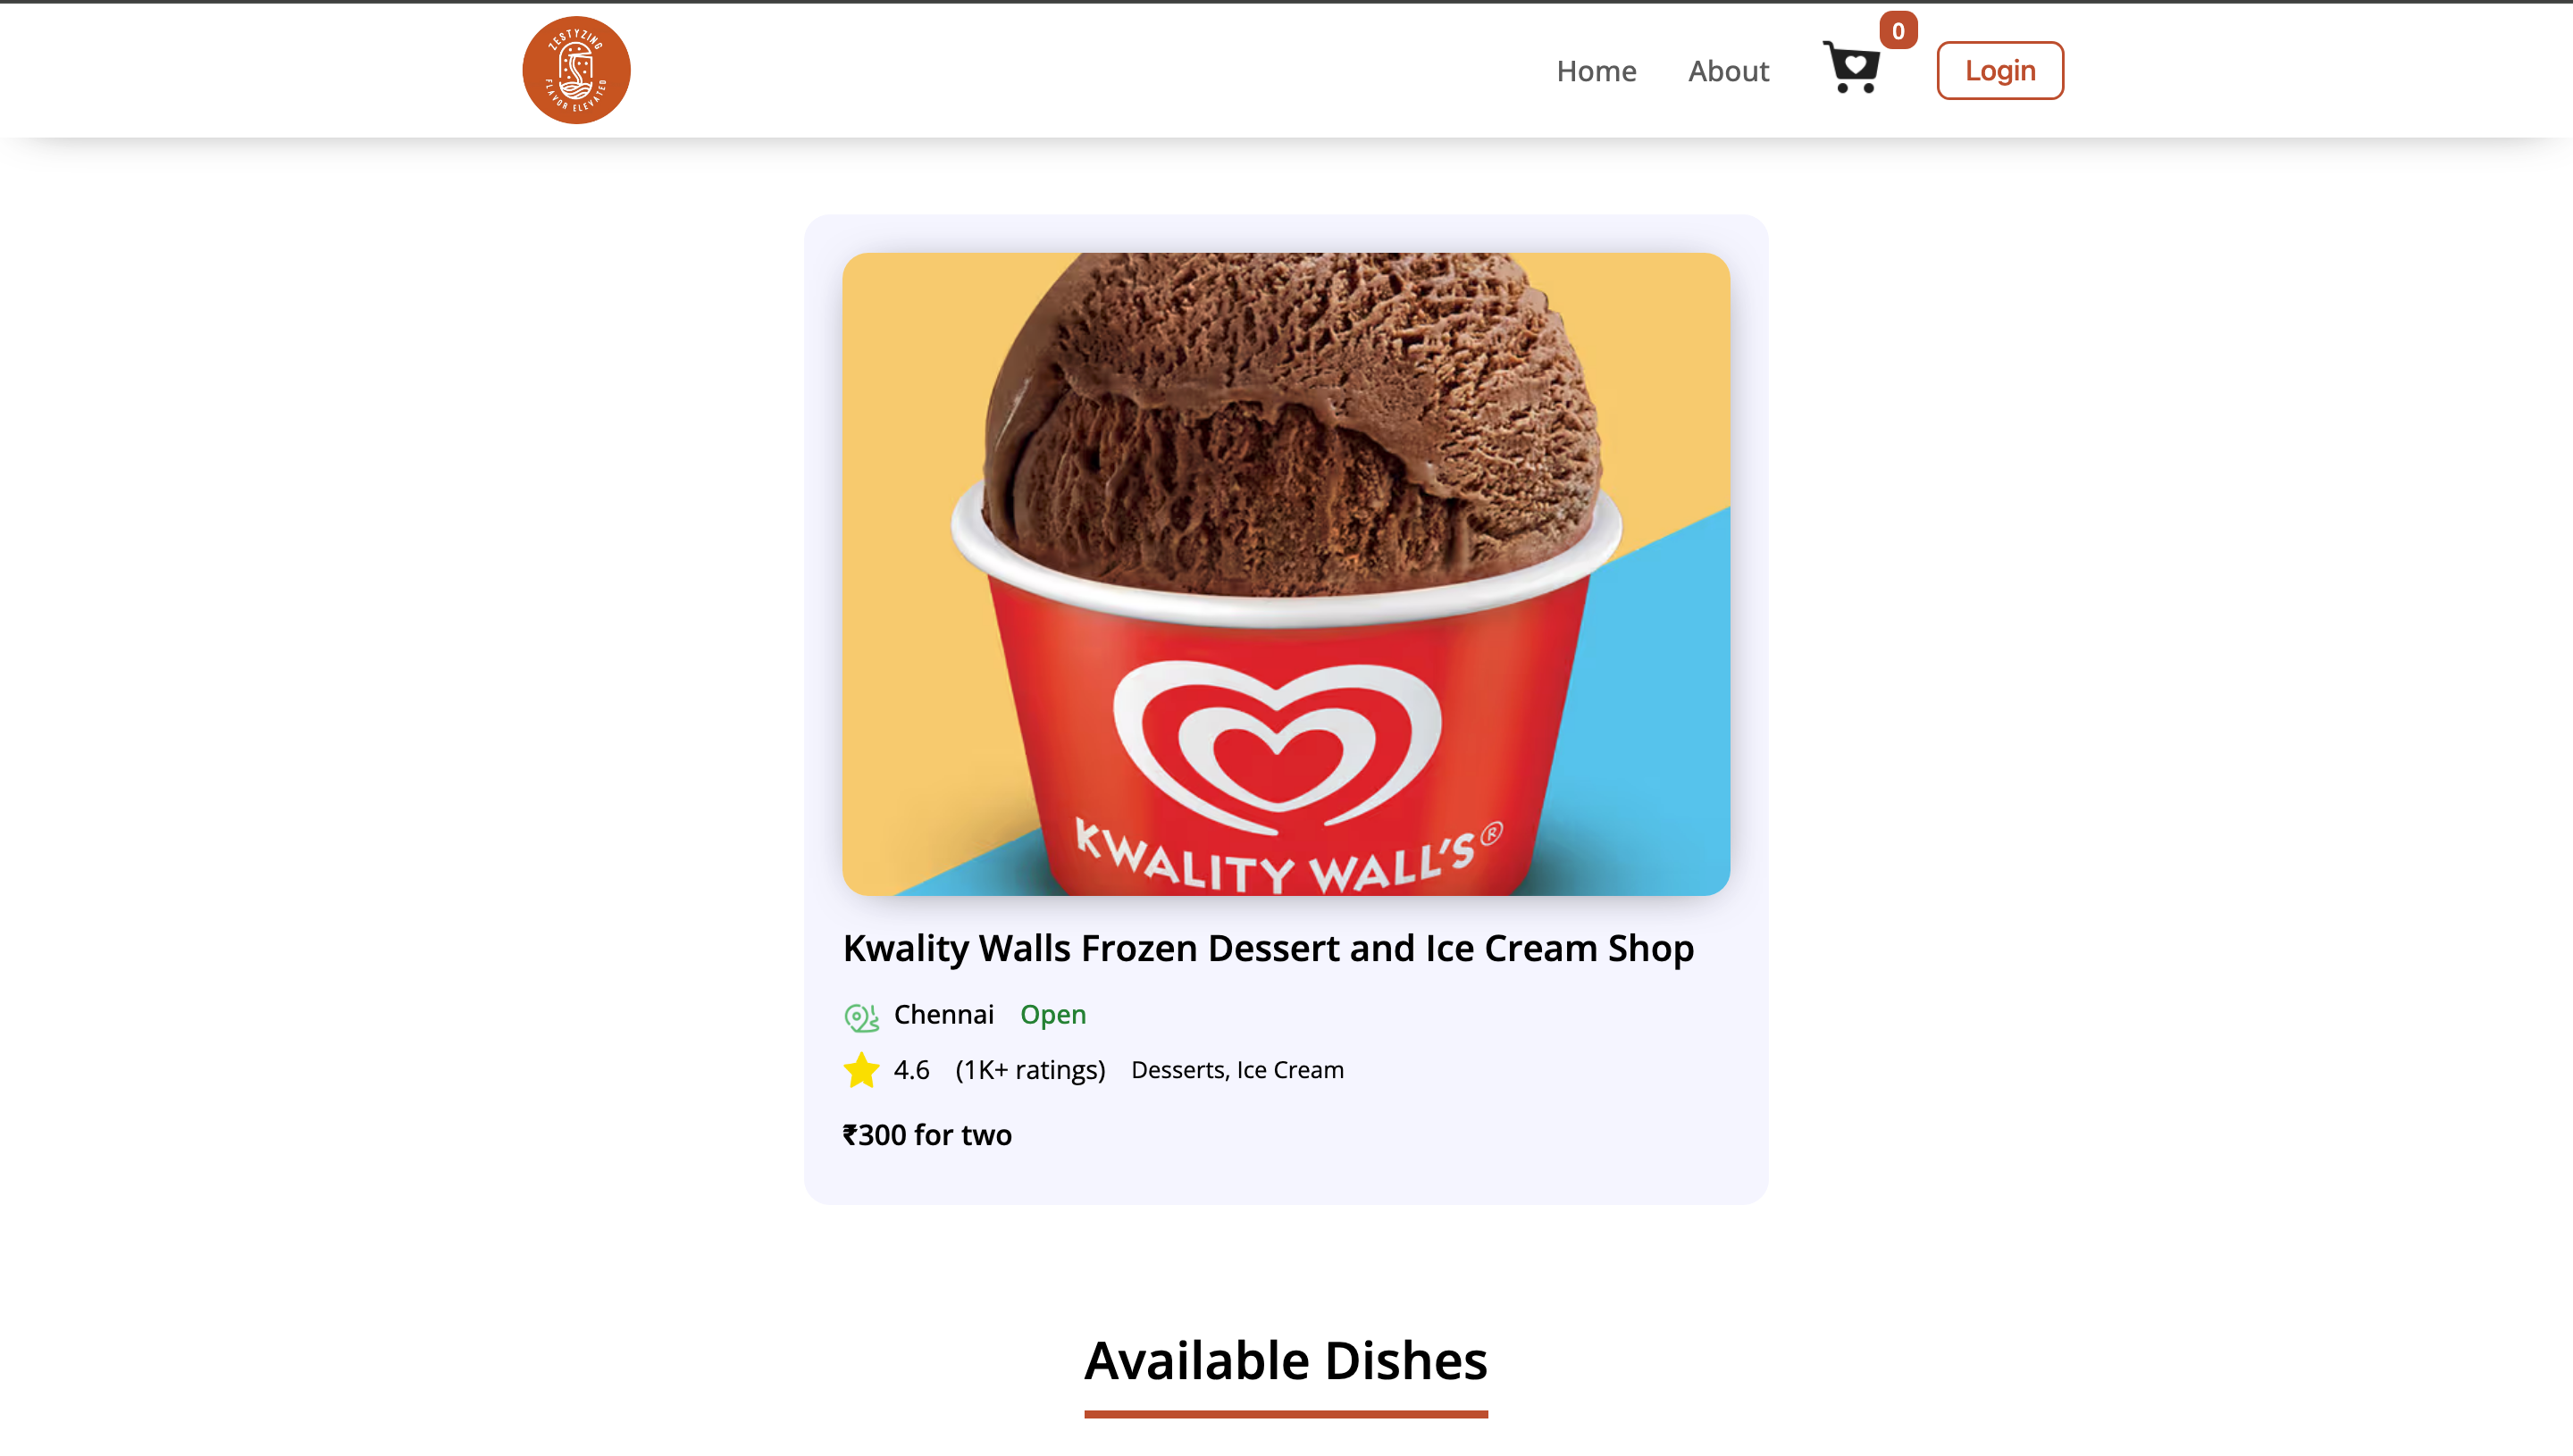 ZESTYZING
FLAVOR ELEVATED
Home About 0 Login
KWALITY WALL'S®
Kwality Walls Frozen Dessert and Ice Cream Shop
Chennai Open
4.6 (1K+ ratings) Desserts, Ice Cream
₹300 for two
Available Dishes